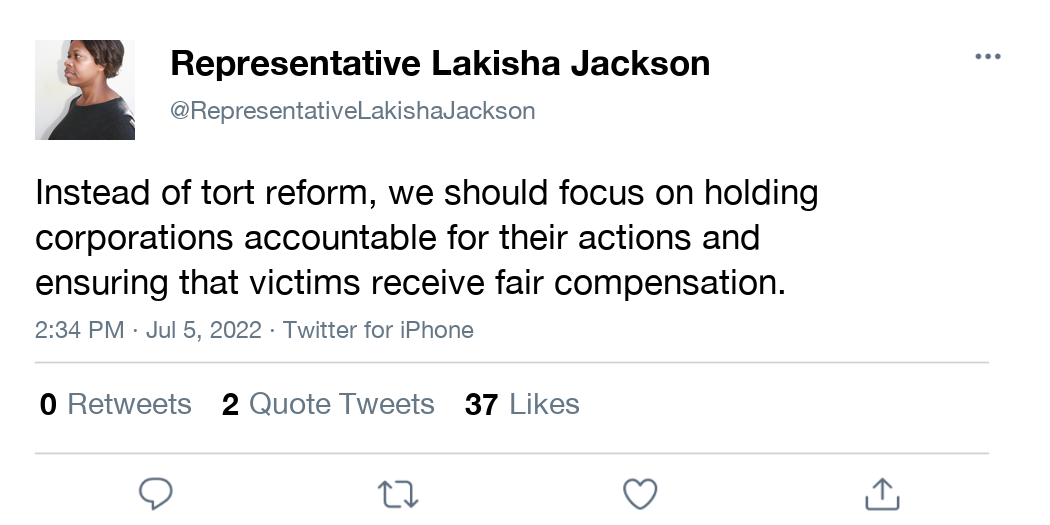 Representative Lakisha Jackson
@RepresentativeLakishaJackson
Instead of tort reform, we should focus on holding
corporations accountable for their actions and
ensuring that victims receive fair compensation.
2:34 PM · Jul 5, 2022 · Twitter for iPhone
0 Retweets 2 Quote Tweets 37 Likes